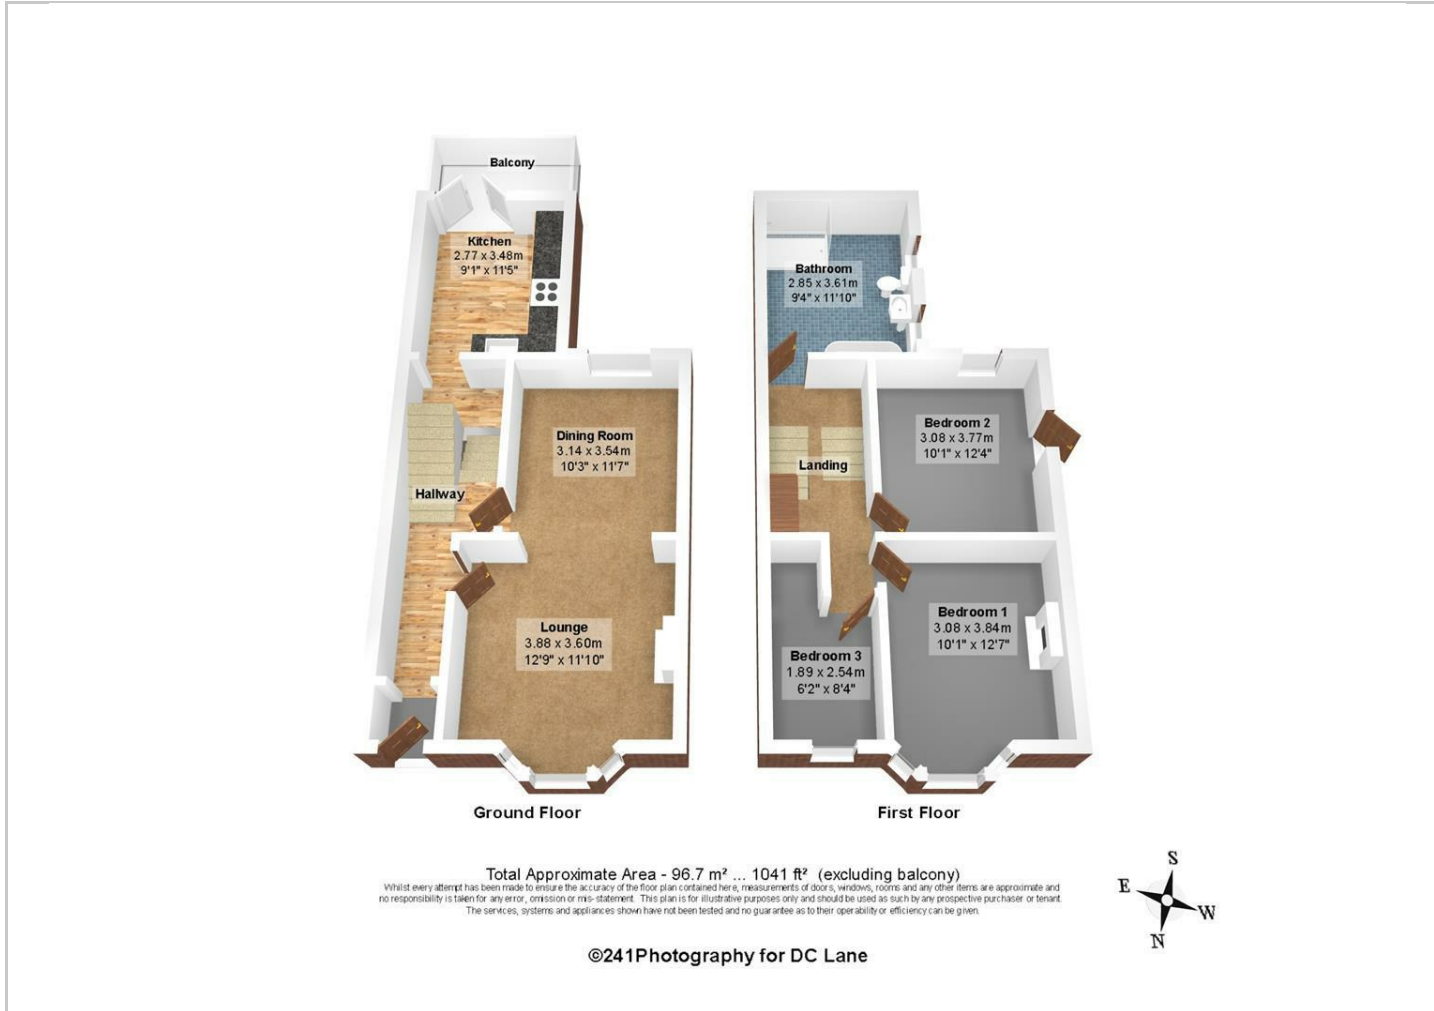 Balcony
Kitchen
2.77 x 3.48m
9'1" x 11'5"
Dining Room
3.14 x 3.54m
10'3" x 11'7"
Hallway
Lounge
3.88 x 3.60m
12'9" x 11'10"
Ground Floor
Bathroom
2.85 x 3.61m
9'4" x 11'10"
Bedroom 2
3.08 x 3.77m
10'1" x 12'4"
Landing
Bedroom 1
3.08 x 3.84m
10'1" x 12'7"
Bedroom 3
1.89 x 2.54m
6'2" x 8'4"
First Floor
Total Approximate Area - 96.7 m² ... 1041 ft² (excluding balcony)
Whilst every attempt has been made to ensure the accuracy of the floor plan contained here, measurements of doors, windows, rooms and any other items are approximate and
no responsibility is taken for any error, omission or mis-statement. This plan is for illustrative purposes only and should be used as such by any prospective purchaser or tenant.
The services, systems and appliances shown have not been tested and no guarantee as to their operability or efficiency can be given.
©241Photography for DC Lane
S
E
W
N